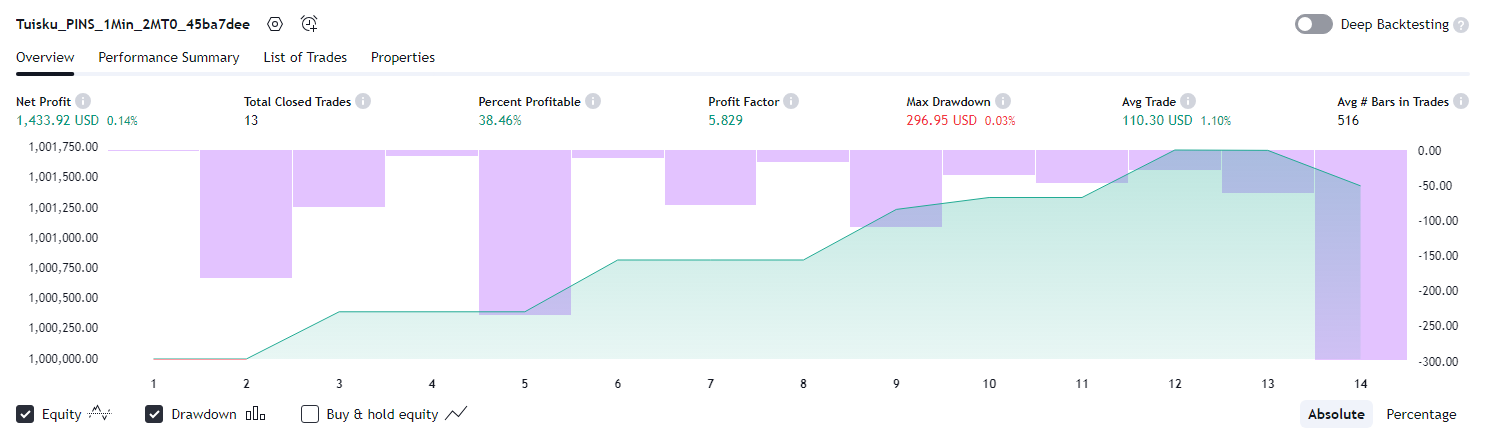 Tuisku_PINS_1Min_2MT0_45ba7dee
Deep Backtesting ?
Overview Performance Summary List of Trades Properties
Net Profit i Total Closed Trades i Percent Profitable i Profit Factor i Max Drawdown i Avg Trade i Avg # Bars in Trades i
1,433.92 USD 0.14% 13 38.46% 5.829 296.95 USD 0.03% 110.30 USD 1.10% 516
1,001,750.00 0.00
1,001,500.00 -50.00
1,001,250.00 -100.00
1,001,000.00 -150.00
1,000,750.00 -200.00
1,000,500.00 -250.00
1,000,250.00 -300.00
1,000,000.00
1 2 3 4 5 6 7 8 9 10 11 12 13 14
Equity Drawdown Buy & hold equity Absolute Percentage